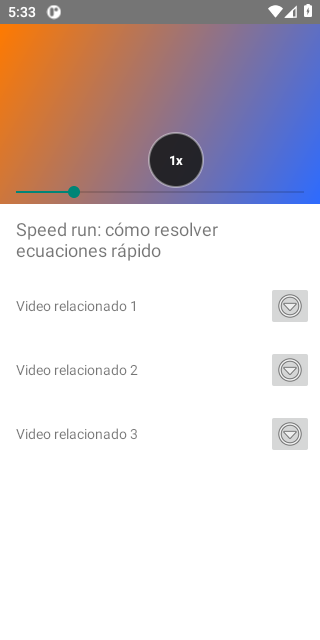 5:33
1x
Speed run: cómo resolver
ecuaciones rápido
Video relacionado 1
Video relacionado 2
Video relacionado 3